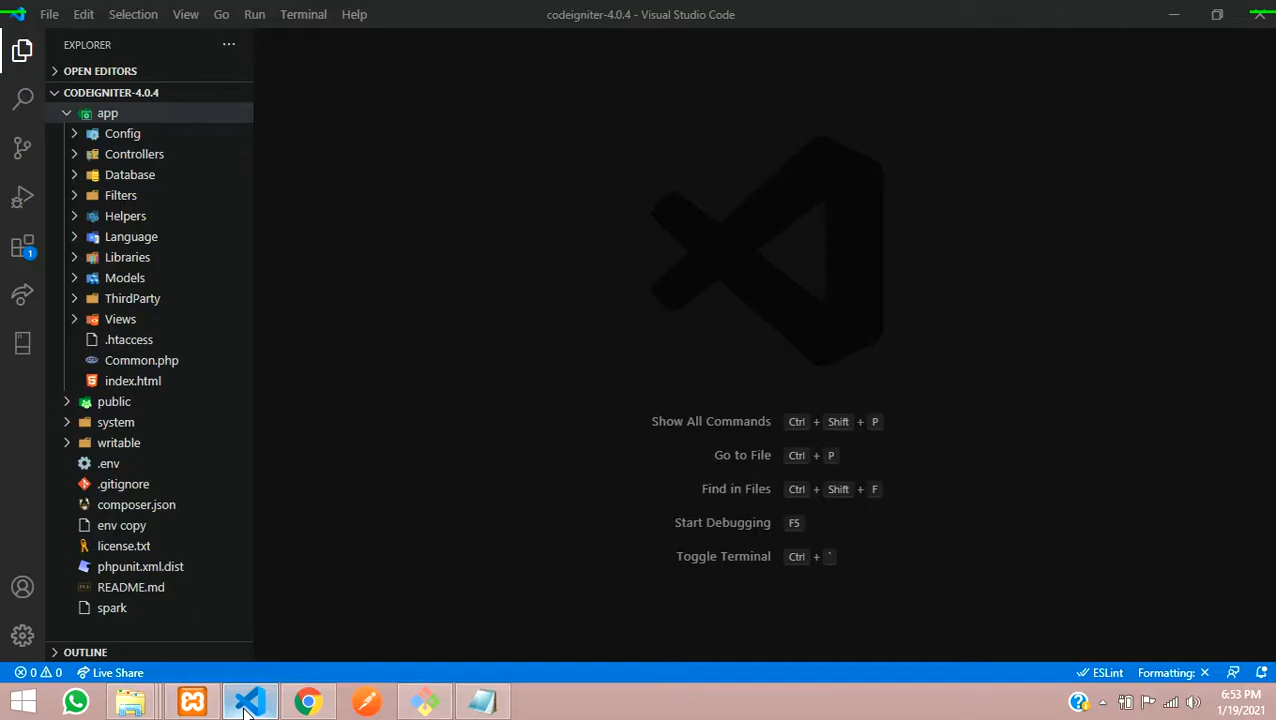 File Edit Selection View Go Run Terminal Help codeigniter-4.0.4 - Visual Studio Code
EXPLORER
OPEN EDITORS
CODEIGNITER-4.0.4
app
Config
Controllers
Database
Filters
Helpers
Language
Libraries
Models
ThirdParty
Views
.htaccess
Common.php
index.html
public
system
writable
.env
.gitignore
composer.json
env copy
license.txt
phpunit.xml.dist
README.md
spark
OUTLINE
1
Show All Commands Ctrl + Shift + P
Go to File Ctrl + P
Find in Files Ctrl + Shift + F
Start Debugging F5
Toggle Terminal Ctrl + `
0 0 Live Share ESLint Formatting: ✕
6:53 PM
1/19/2021